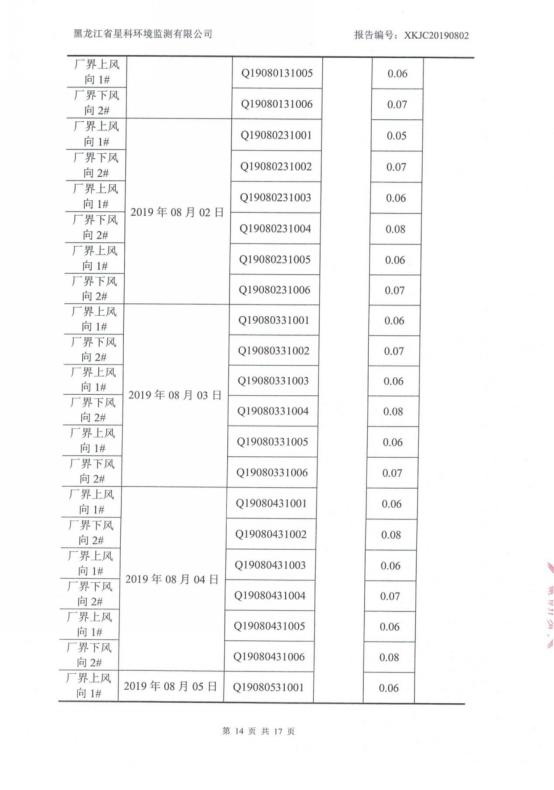 黑龙江省星科环境监测有限公司 报告编号：XKJC20190802
厂界上风
向 1#
Q19080131005 0.06
厂界下风
向 2#
Q19080131006 0.07
厂界上风
向 1#
Q19080231001 0.05
厂界下风
向 2#
Q19080231002 0.07
厂界上风
向 1#
Q19080231003 0.06
2019 年 08 月 02 日
厂界下风
向 2#
Q19080231004 0.08
厂界上风
向 1#
Q19080231005 0.06
厂界下风
向 2#
Q19080231006 0.07
厂界上风
向 1#
Q19080331001 0.06
厂界下风
向 2#
Q19080331002 0.07
厂界上风
向 1#
Q19080331003 0.06
2019 年 08 月 03 日
厂界下风
向 2#
Q19080331004 0.08
厂界上风
向 1#
Q19080331005 0.06
厂界下风
向 2#
Q19080331006 0.07
厂界上风
向 1#
Q19080431001 0.06
厂界下风
向 2#
Q19080431002 0.08
厂界上风
向 1#
Q19080431003 0.06
2019 年 08 月 04 日
厂界下风
向 2#
Q19080431004 0.07
厂界上风
向 1#
Q19080431005 0.06
厂界下风
向 2#
Q19080431006 0.08
厂界上风
向 1#
2019 年 08 月 05 日 Q19080531001 0.06
第 14 页 共 17 页